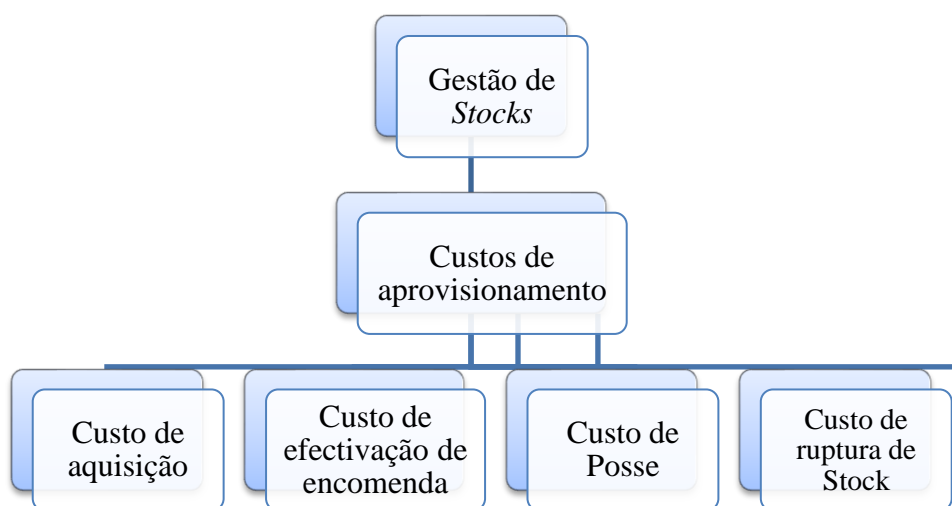 Gestão de
Stocks
Custos de
aprovisionamento
Custo de
aquisição
Custo de
efectivação de
encomenda
Custo de
Posse
Custo de
ruptura de
Stock